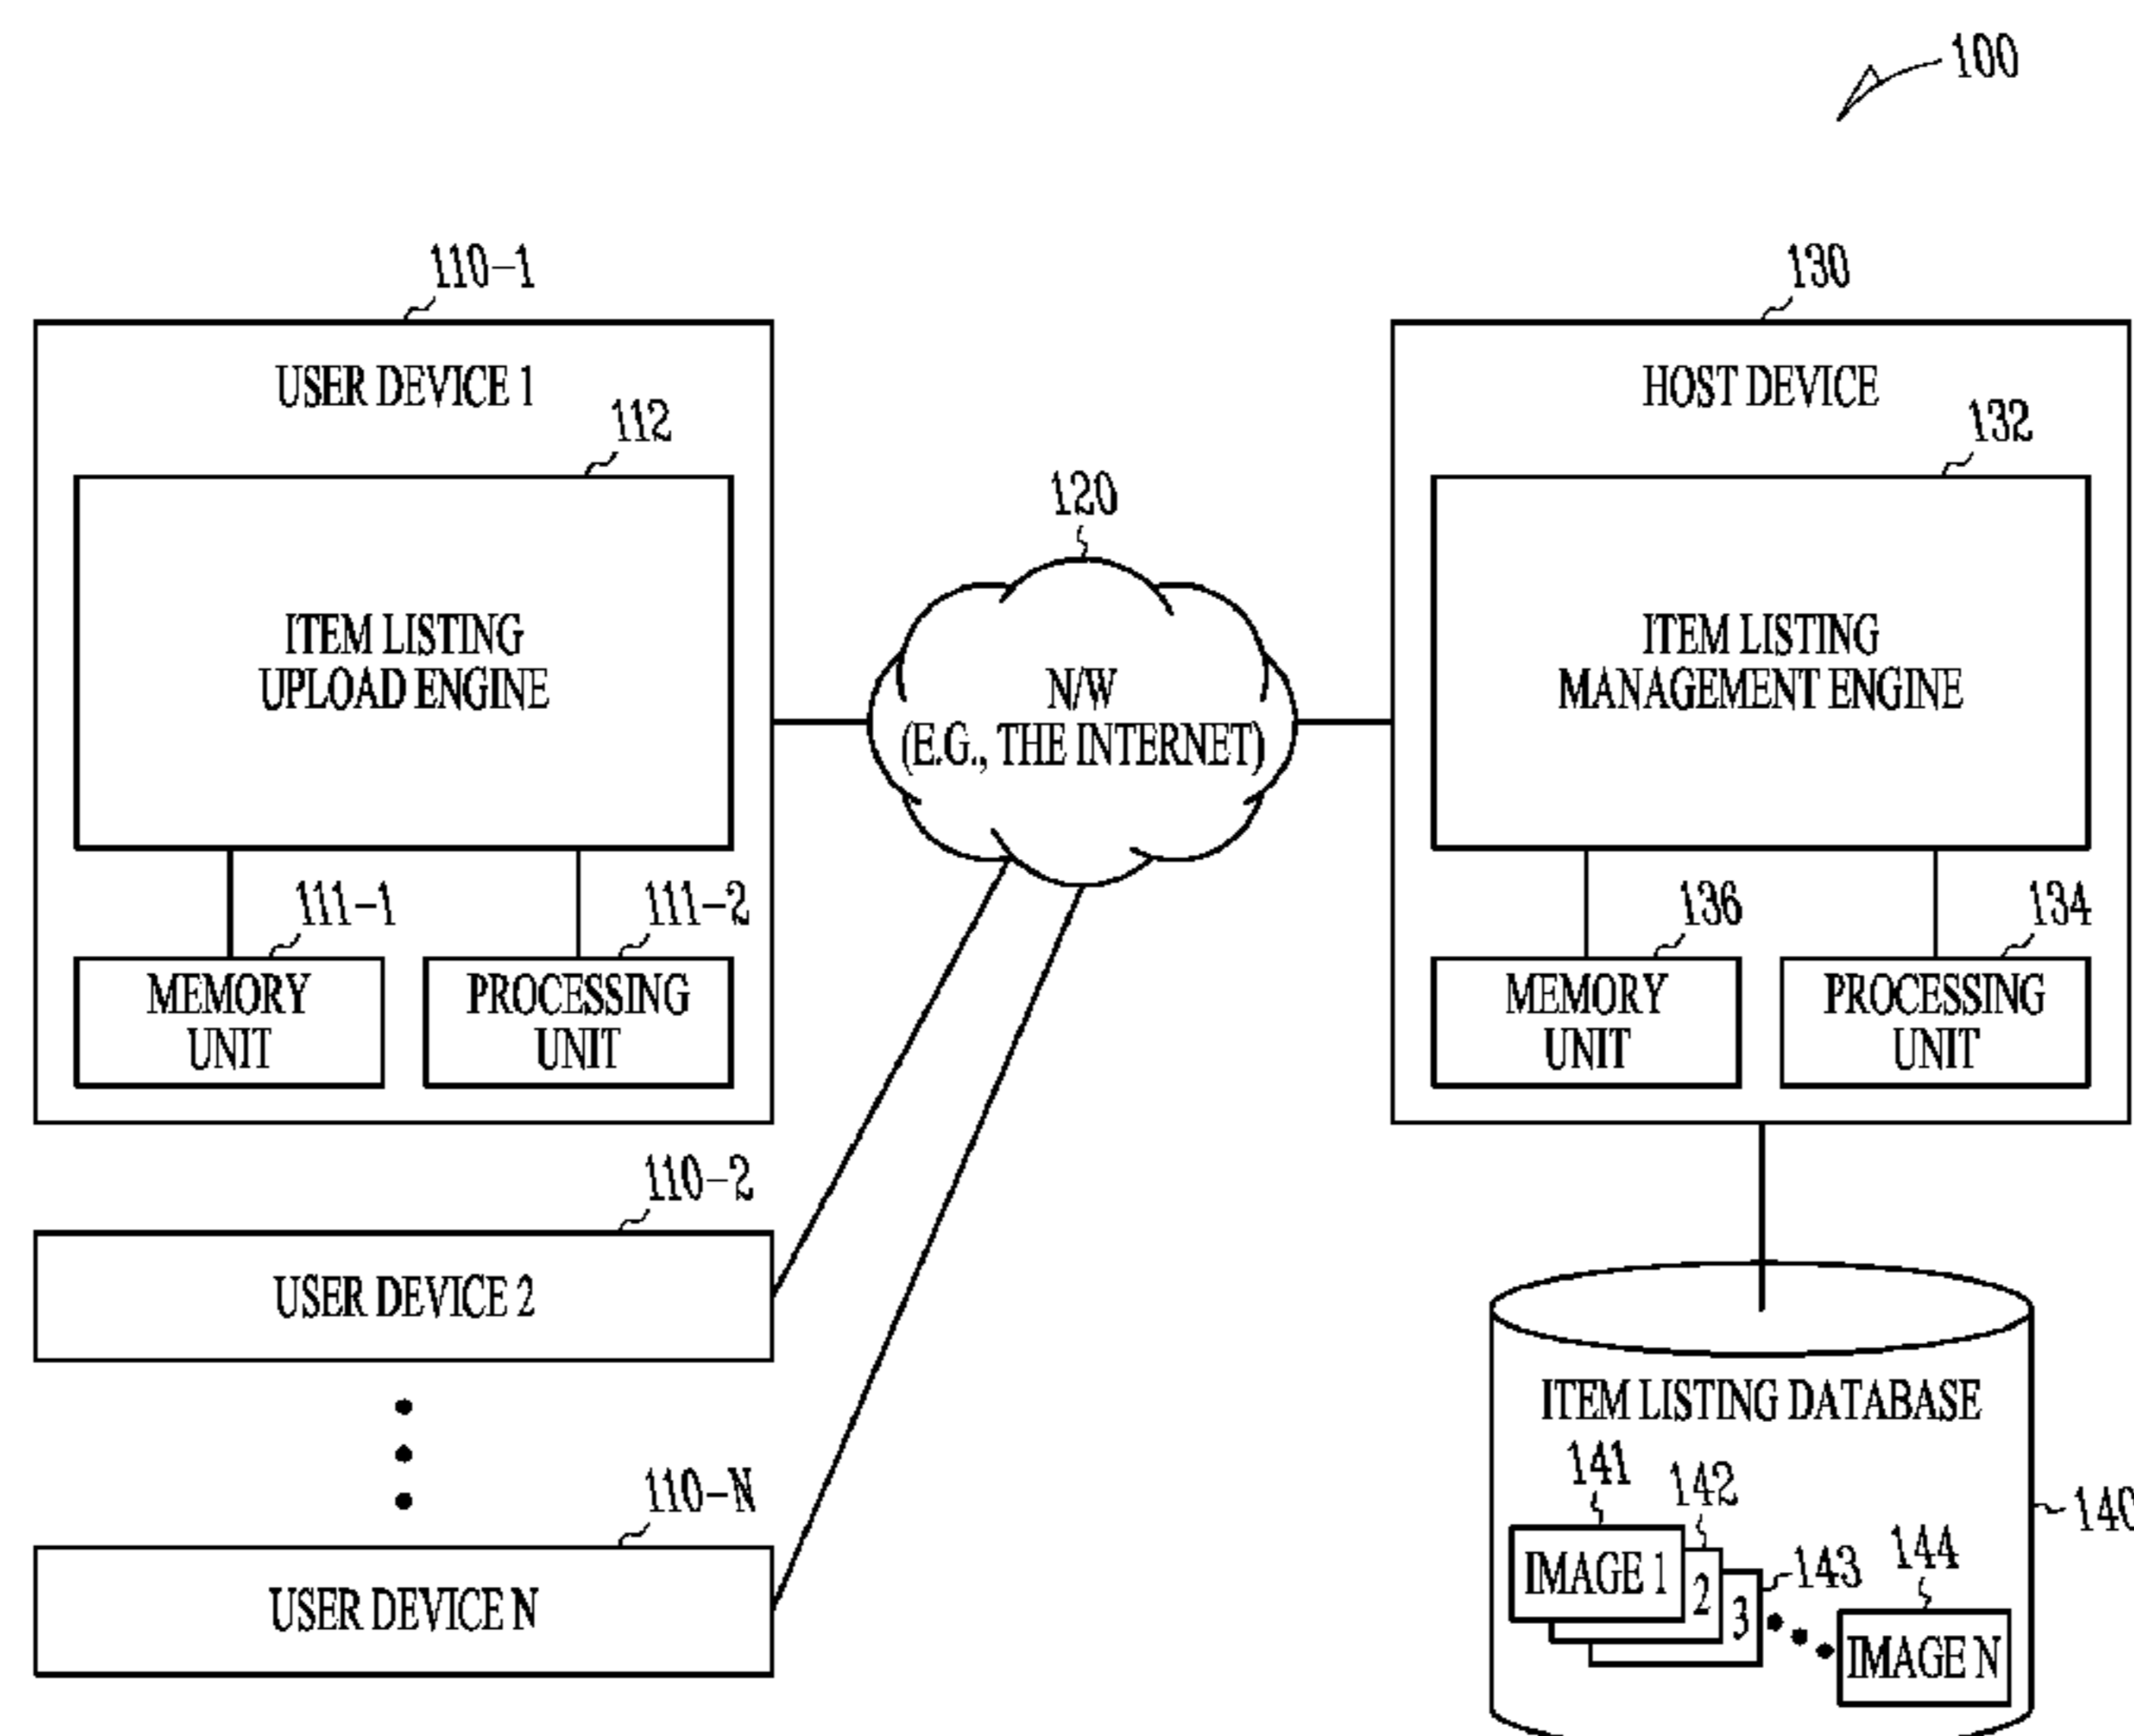 100
110-1
USER DEVICE 1
112
ITEM LISTING
UPLOAD ENGINE
111-1
111-2
MEMORY
UNIT
PROCESSING
UNIT
110-2
USER DEVICE 2
110-N
USER DEVICE N
120
N/W
(E.G., THE INTERNET)
130
HOST DEVICE
132
ITEM LISTING
MANAGEMENT ENGINE
136
134
MEMORY
UNIT
PROCESSING
UNIT
ITEM LISTING DATABASE
140
141
142
143
144
IMAGE 1
2
3
IMAGE N